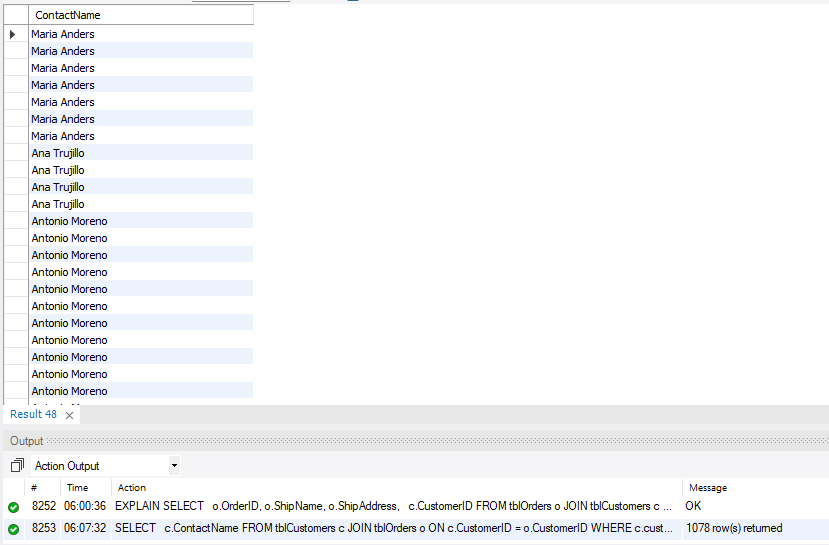 ContactName
Maria Anders
Maria Anders
Maria Anders
Maria Anders
Maria Anders
Maria Anders
Maria Anders
Ana Trujillo
Ana Trujillo
Ana Trujillo
Ana Trujillo
Antonio Moreno
Antonio Moreno
Antonio Moreno
Antonio Moreno
Antonio Moreno
Antonio Moreno
Antonio Moreno
Antonio Moreno
Antonio Moreno
Antonio Moreno
Antonio Moreno
Result 48
Output
Action Output
# Time Action Message
8252 06:00:36 EXPLAIN SELECT o.OrderID, o.ShipName, o.ShipAddress, c.CustomerID FROM tblOrders o JOIN tblCustomers c ... OK
8253 06:07:32 SELECT c.ContactName FROM tblCustomers c JOIN tblOrders o ON c.CustomerID = o.CustomerID WHERE c.cust... 1078 row(s) returned